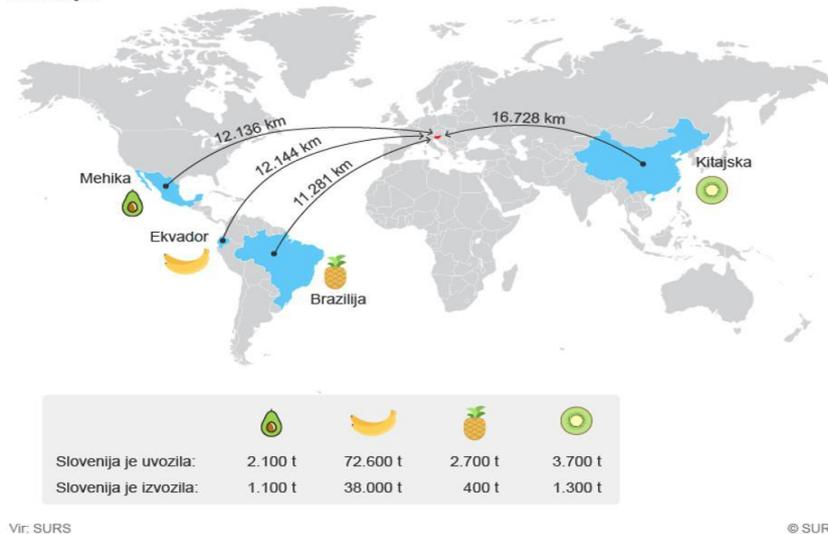 12.136 km
12.144 km
11.281 km
16.728 km
Mehika
Kitajska
Ekvador
Brazilija
Slovenija je uvozila: 2.100 t 72.600 t 2.700 t 3.700 t
Slovenija je izvozila: 1.100 t 38.000 t 400 t 1.300 t
Vir: SURS © SUR